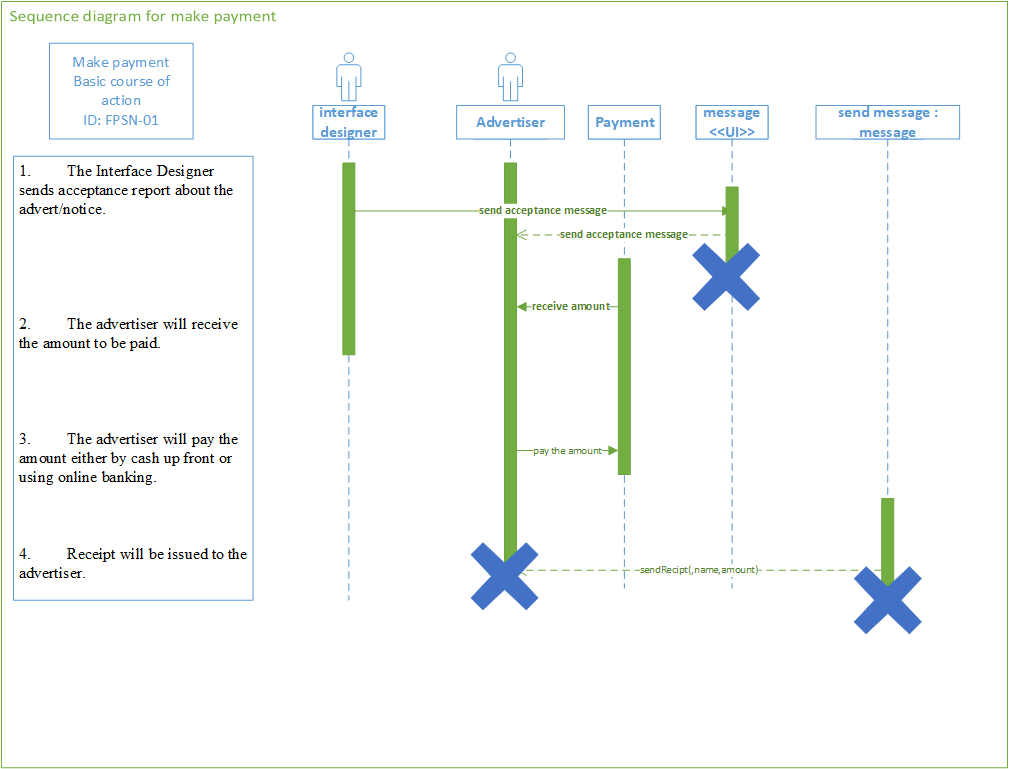 Sequence diagram for make payment
Make payment
Basic course of
action
ID: FPSN-01
interface
designer
Advertiser
Payment
message
<<UI>>
send message :
message
1. The Interface Designer
sends acceptance report about the
advert/notice.
send acceptance message
send acceptance message
receive amount
2. The advertiser will receive
the amount to be paid.
3. The advertiser will pay the
amount either by cash up front or
using online banking.
pay the amount
4. Receipt will be issued to the
advertiser.
sendRecipt(,name,amount)